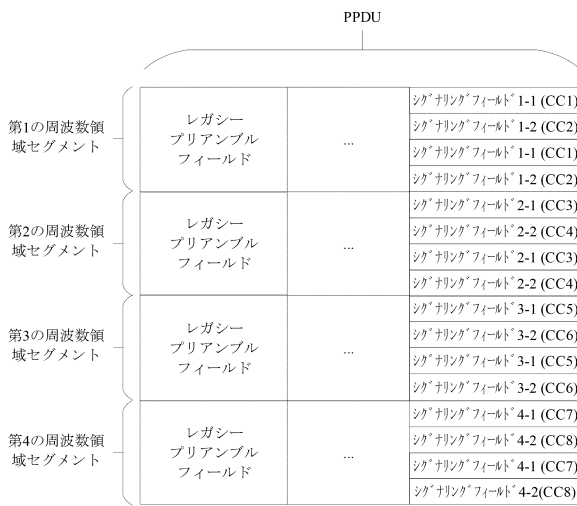 PPDU
第1の周波数領
域セグメント
レガシー
プリアンブル
フィールド
...
ｼｸﾞﾅﾘﾝｸﾞﾌｨｰﾙﾄﾞ1-1 (CC1)
ｼｸﾞﾅﾘﾝｸﾞﾌｨｰﾙﾄﾞ1-2 (CC2)
ｼｸﾞﾅﾘﾝｸﾞﾌｨｰﾙﾄﾞ1-1 (CC1)
ｼｸﾞﾅﾘﾝｸﾞﾌｨｰﾙﾄﾞ1-2 (CC2)
第2の周波数領
域セグメント
レガシー
プリアンブル
フィールド
...
ｼｸﾞﾅﾘﾝｸﾞﾌｨｰﾙﾄﾞ2-1 (CC3)
ｼｸﾞﾅﾘﾝｸﾞﾌｨｰﾙﾄﾞ2-2 (CC4)
ｼｸﾞﾅﾘﾝｸﾞﾌｨｰﾙﾄﾞ2-1 (CC3)
ｼｸﾞﾅﾘﾝｸﾞﾌｨｰﾙﾄﾞ2-2 (CC4)
第3の周波数領
域セグメント
レガシー
プリアンブル
フィールド
...
ｼｸﾞﾅﾘﾝｸﾞﾌｨｰﾙﾄﾞ3-1 (CC5)
ｼｸﾞﾅﾘﾝｸﾞﾌｨｰﾙﾄﾞ3-2 (CC6)
ｼｸﾞﾅﾘﾝｸﾞﾌｨｰﾙﾄﾞ3-1 (CC5)
ｼｸﾞﾅﾘﾝｸﾞﾌｨｰﾙﾄﾞ3-2 (CC6)
第4の周波数領
域セグメント
レガシー
プリアンブル
フィールド
...
ｼｸﾞﾅﾘﾝｸﾞﾌｨｰﾙﾄﾞ4-1 (CC7)
ｼｸﾞﾅﾘﾝｸﾞﾌｨｰﾙﾄﾞ4-2 (CC8)
ｼｸﾞﾅﾘﾝｸﾞﾌｨｰﾙﾄﾞ4-1 (CC7)
ｼｸﾞﾅﾘﾝｸﾞﾌｨｰﾙﾄﾞ4-2(CC8)